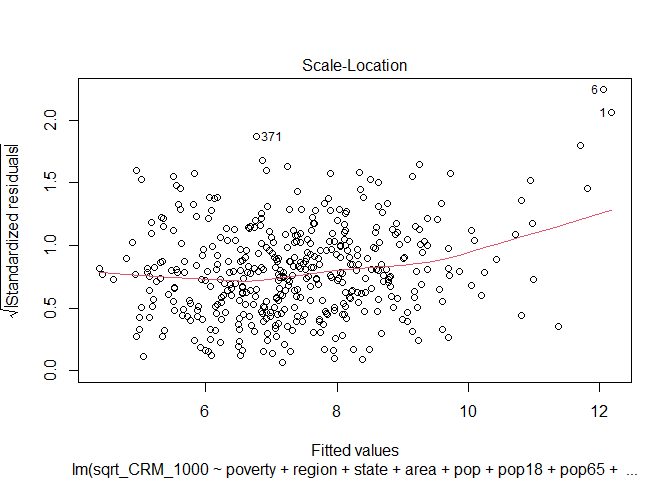 Scale-Location
√|Standardized residuals|
0.0 0.5 1.0 1.5 2.0
6
1
371
6 8 10 12
Fitted values
lm(sqrt_CRM_1000 ~ poverty + region + state + area + pop + pop18 + pop65 + ...